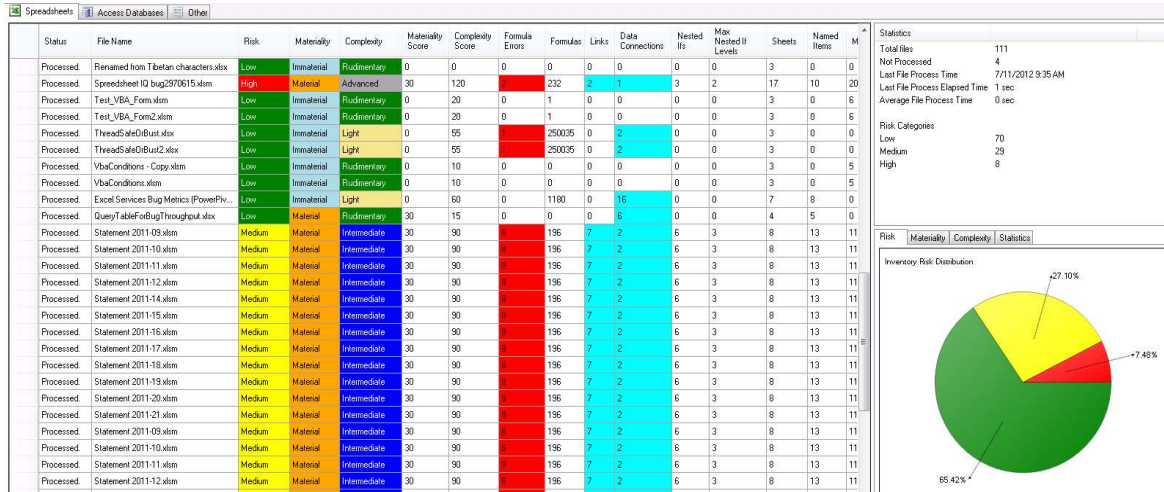 Spreadsheets Access Databases Other
Status File Name Risk Materiality Complexity Materiality Score Complexity Score Formula Errors Formulas Links Data Connections Nested Ifs Max Nested If Levels Sheets Named Items M
Processed. Renamed from Tibetan characters.xlsx Low Immaterial Rudimentary 0 0 0 0 0 0 0 0 3 0 0
Processed. Spreadsheet IQ bug2970615.xlsm High Material Advanced 30 120 2 232 2 1 3 2 17 10 20
Processed. Test_VBA_Form.xlsm Low Immaterial Rudimentary 0 20 0 1 0 0 0 0 3 0 6
Processed. Test_VBA_Form2.xlsm Low Immaterial Rudimentary 0 20 0 1 0 0 0 0 3 0 6
Processed. ThreadSafeOrBust.xlsx Low Immaterial Light 0 55 1 250035 0 2 0 0 3 0 0
Processed. ThreadSafeOrBust2.xlsx Low Immaterial Light 0 55 1 250035 0 2 0 0 3 0 0
Processed. VbaConditions - Copy.xlsm Low Immaterial Rudimentary 0 10 0 0 0 0 0 0 3 0 5
Processed. VbaConditions.xlsm Low Immaterial Rudimentary 0 10 0 0 0 0 0 0 3 0 5
Processed. Excel Services Bug Metrics (PowerPiv... Low Immaterial Light 0 60 0 1180 0 16 0 0 7 8 0
Processed. QueryTableForBugThroughput.xlsx Low Material Rudimentary 30 15 0 0 0 6 0 0 4 5 0
Processed. Statement 2011-09.xlsm Medium Material Intermediate 30 90 6 196 7 2 6 3 8 13 11
Processed. Statement 2011-10.xlsm Medium Material Intermediate 30 90 6 196 7 2 6 3 8 13 11
Processed. Statement 2011-11.xlsm Medium Material Intermediate 30 90 196 7 2 6 3 8 13 11
Processed. Statement 2011-12.xlsm Medium Material Intermediate 30 90 196 7 2 6 3 8 13 11
Processed. Statement 2011-14.xlsm Medium Material Intermediate 30 90 196 7 2 6 3 8 13 11
Processed. Statement 2011-15.xlsm Medium Material Intermediate 30 90 196 7 2 6 3 8 13 11
Processed. Statement 2011-16.xlsm Medium Material Intermediate 30 90 196 7 2 6 3 8 13 11
Processed. Statement 2011-17.xlsm Medium Material Intermediate 30 90 196 7 2 6 3 8 13 11
Processed. Statement 2011-18.xlsm Medium Material Intermediate 30 90 196 7 2 6 3 8 13 11
Processed. Statement 2011-19.xlsm Medium Material Intermediate 30 90 196 7 2 6 3 8 13 11
Processed. Statement 2011-20.xlsm Medium Material Intermediate 30 90 196 7 2 6 3 8 13 11
Processed. Statement 2011-21.xlsm Medium Material Intermediate 30 90 196 7 2 6 3 8 13 11
Processed. Statement 2011-09.xlsm Medium Material Intermediate 30 90 6 196 7 2 6 3 8 13 11
Processed. Statement 2011-10.xlsm Medium Material Intermediate 30 90 6 196 7 2 6 3 8 13 11
Processed. Statement 2011-11.xlsm Medium Material Intermediate 30 90 196 7 2 6 3 8 13 11
Processed. Statement 2011-12.xlsm Medium Material Intermediate 30 90 196 7 2 6 3 8 13 11
Statistics
Total files 111
Not Processed 4
Last File Process Time 7/11/2012 9:35 AM
Last File Process Elapsed Time 1 sec
Average File Process Time 0 sec
Risk Categories
Low 70
Medium 29
High 8
Risk Materiality Complexity Statistics
Inventory Risk Distribution
27.10%
7.48%
65.42%